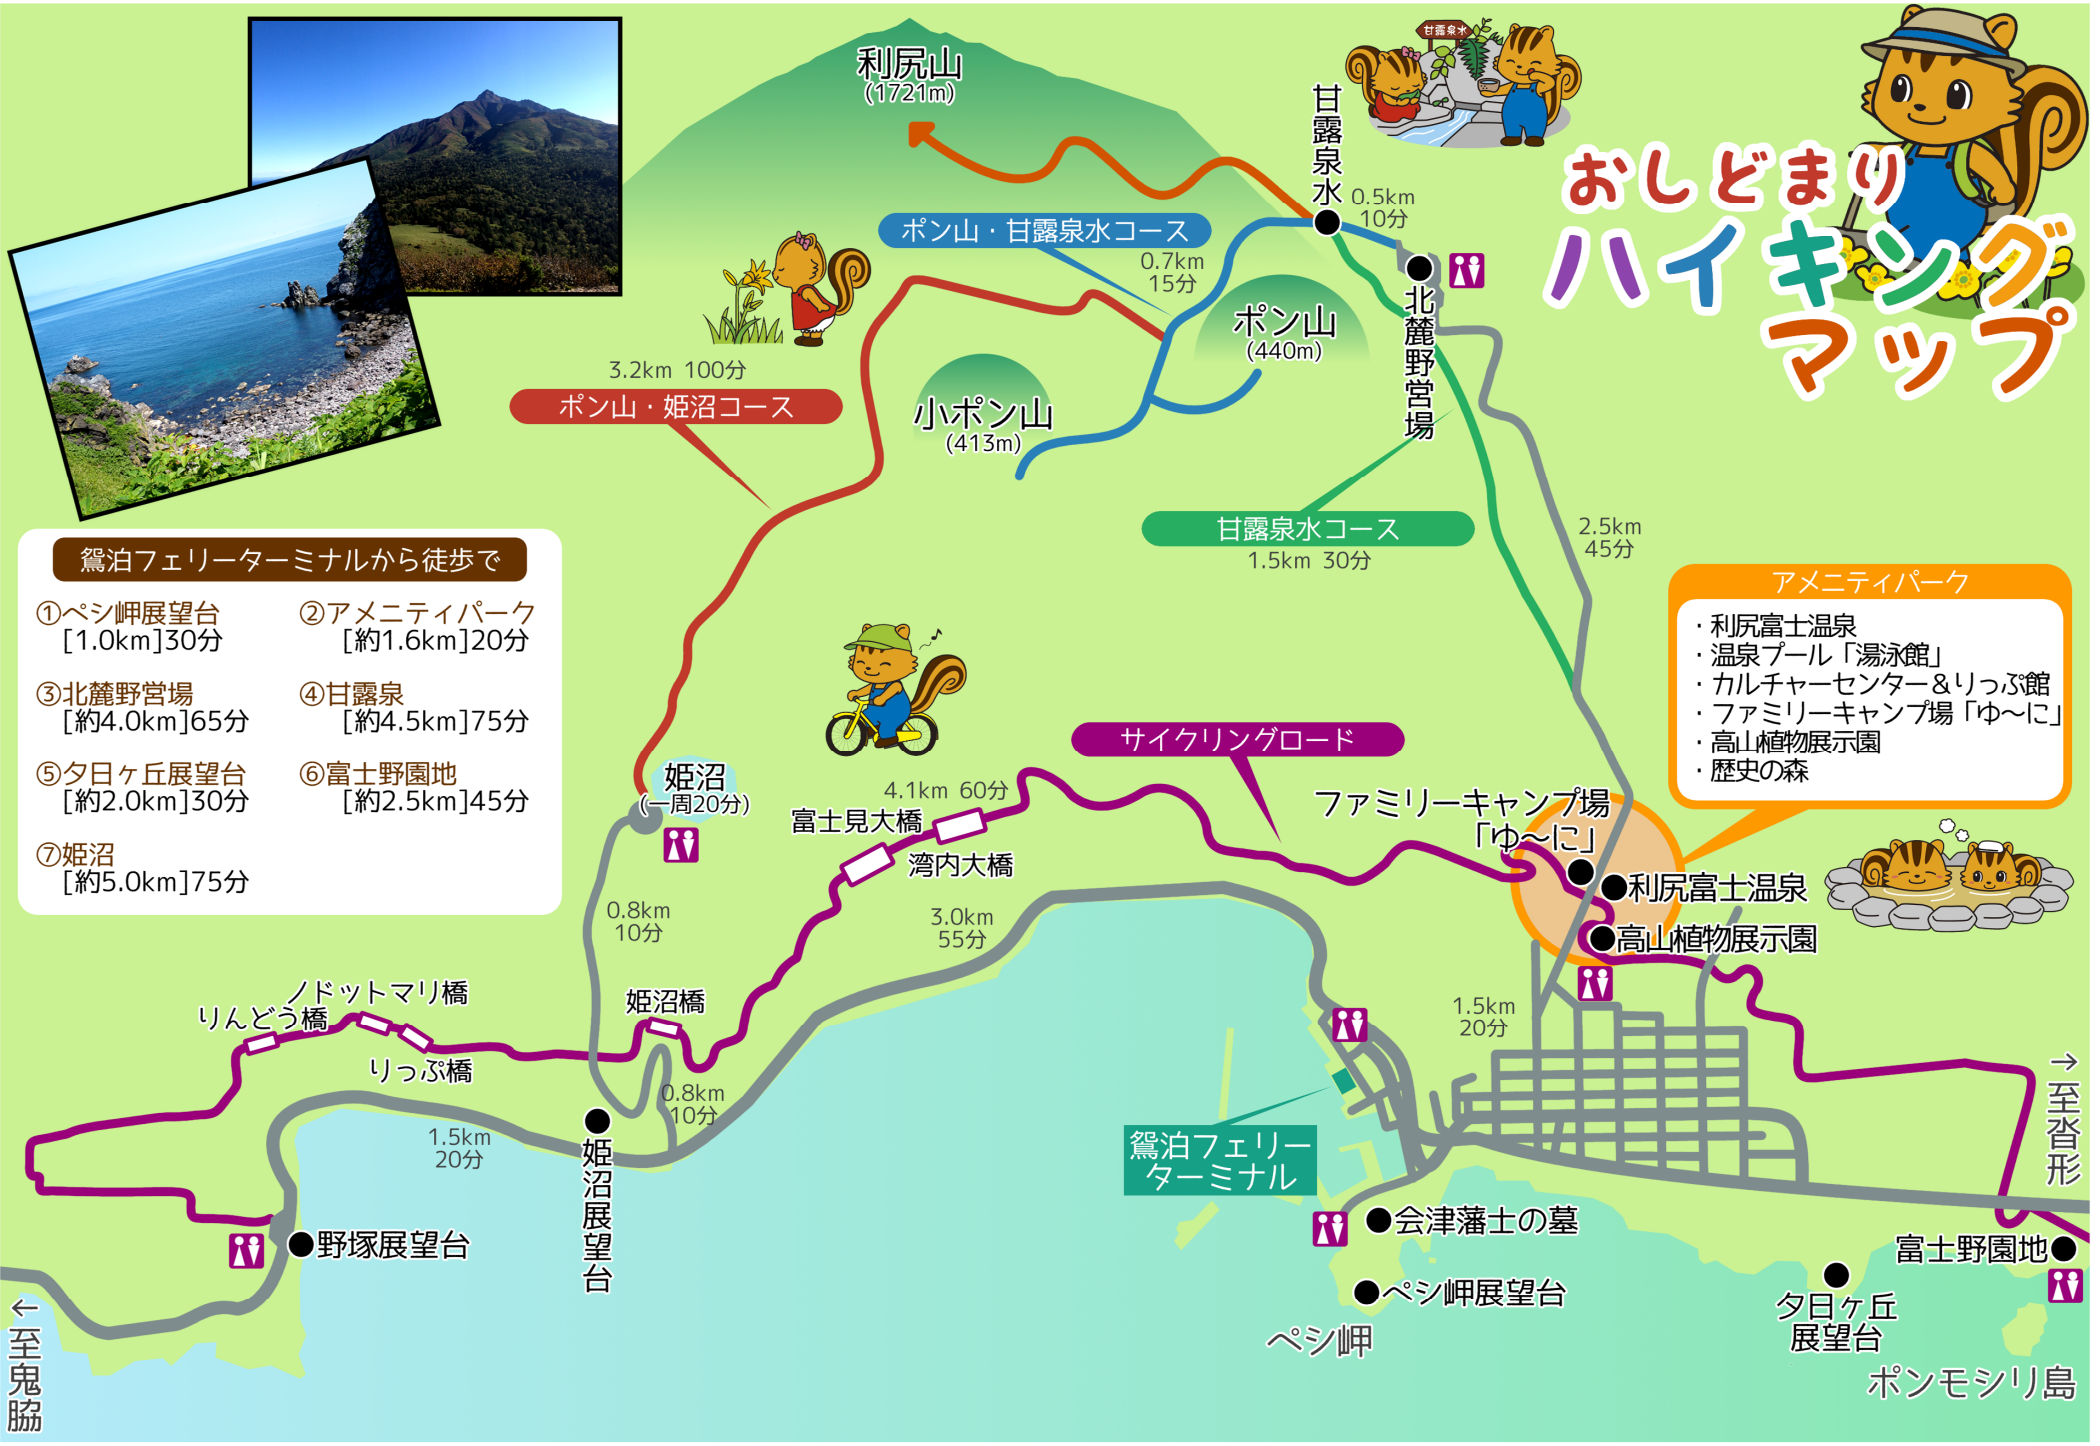 おしどまり
ハイキング
マップ
利尻山
(1721m)
甘露泉水
甘露泉水
0.5km
10分
ポン山・甘露泉水コース
0.7km
15分
北麓野営場
ポン山
(440m)
小ポン山
(413m)
3.2km 100分
ポン山・姫沼コース
甘露泉水コース
1.5km 30分
2.5km
45分
鴛泊フェリーターミナルから徒歩で
①ペシ岬展望台
[1.0km]30分
②アメニティパーク
[約1.6km]20分
③北麓野営場
[約4.0km]65分
④甘露泉
[約4.5km]75分
⑤夕日ヶ丘展望台
[約2.0km]30分
⑥富士野園地
[約2.5km]45分
⑦姫沼
[約5.0km]75分
アメニティパーク
・利尻富士温泉
・温泉プール「湯泳館」
・カルチャーセンター&りっぷ館
・ファミリーキャンプ場「ゆ〜に」
・高山植物展示園
・歴史の森
サイクリングロード
姫沼
(一周20分)
4.1km 60分
富士見大橋
湾内大橋
ファミリーキャンプ場
「ゆ〜に」
利尻富士温泉
高山植物展示園
0.8km
10分
3.0km
55分
ノドットマリ橋
りんどう橋
りっぷ橋
姫沼橋
0.8km
10分
1.5km
20分
1.5km
20分
姫沼展望台
野塚展望台
鴛泊フェリー
ターミナル
会津藩士の墓
ペシ岬展望台
ペシ岬
→至沓形
富士野園地
夕日ヶ丘
展望台
ポンモシリ島
←至鬼脇